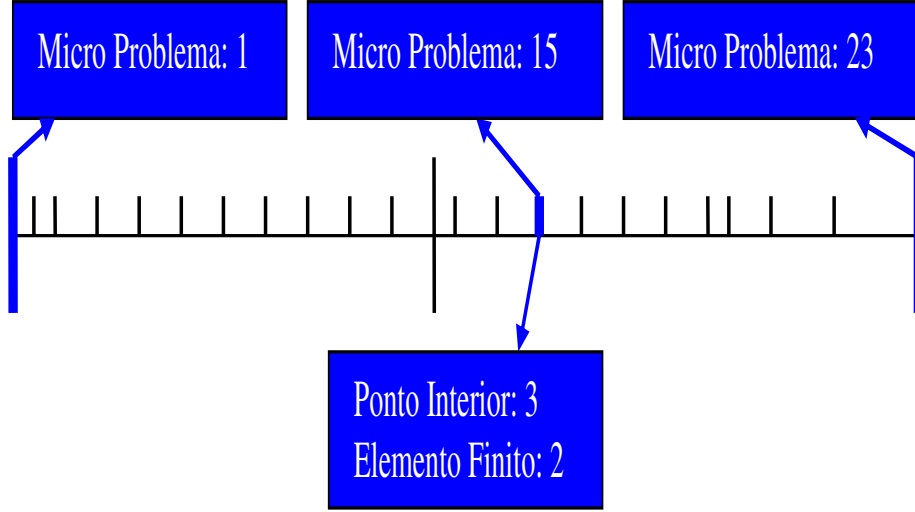 Micro Problema: 1
Micro Problema: 15
Micro Problema: 23
Ponto Interior: 3
Elemento Finito: 2